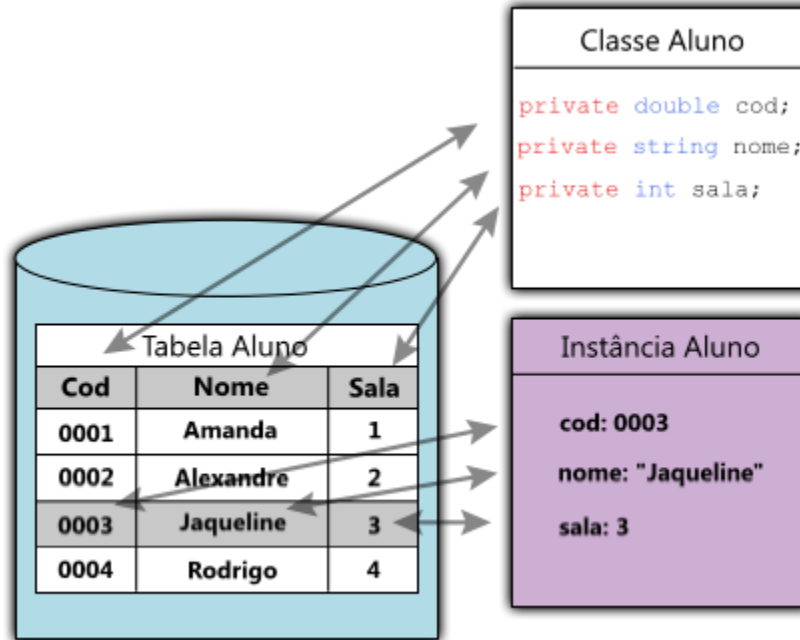 Classe Aluno
private double cod;
private string nome;
private int sala;
Tabela Aluno
Cod Nome Sala
0001 Amanda 1
0002 Alexandre 2
0003 Jaqueline 3
0004 Rodrigo 4
Instância Aluno
cod: 0003
nome: "Jaqueline"
sala: 3